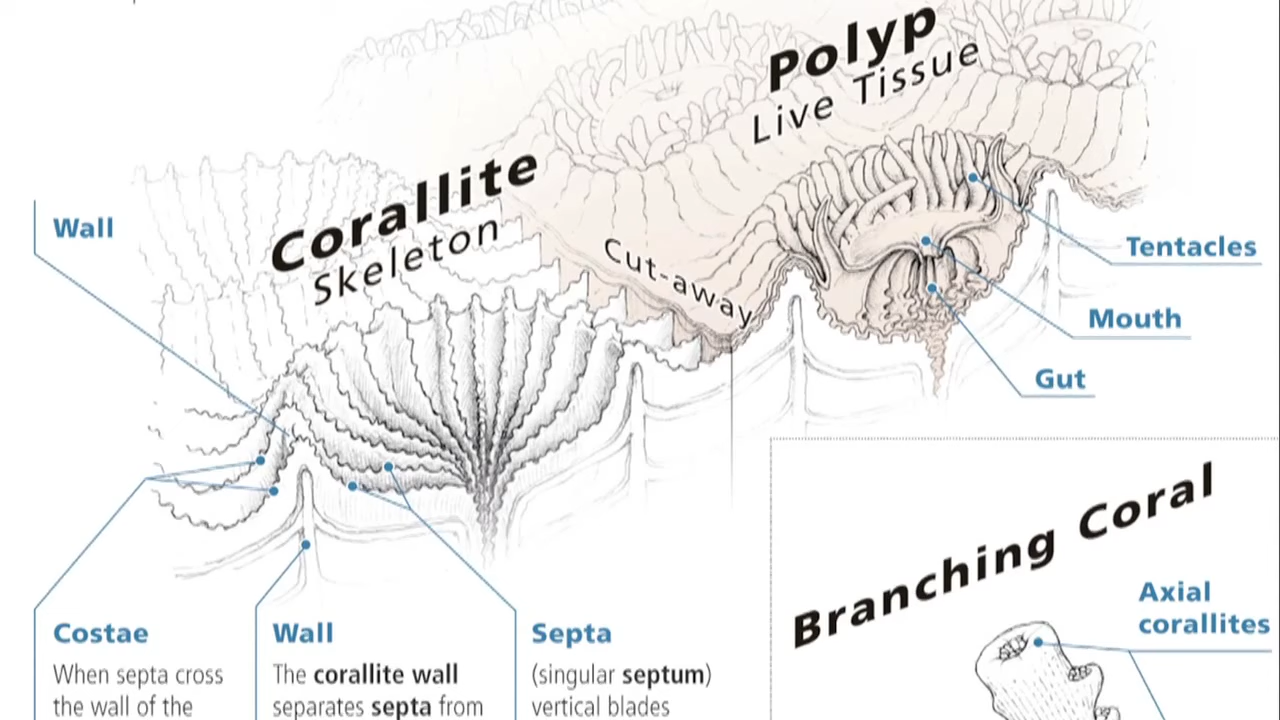 Polyp
Live Tissue
Corallite
Skeleton
Cut-away
Wall
Tentacles
Mouth
Gut
Costae
When septa cross
the wall of the
Wall
The corallite wall
separates septa from
Septa
(singular septum)
vertical blades
Branching Coral
Axial
corallites